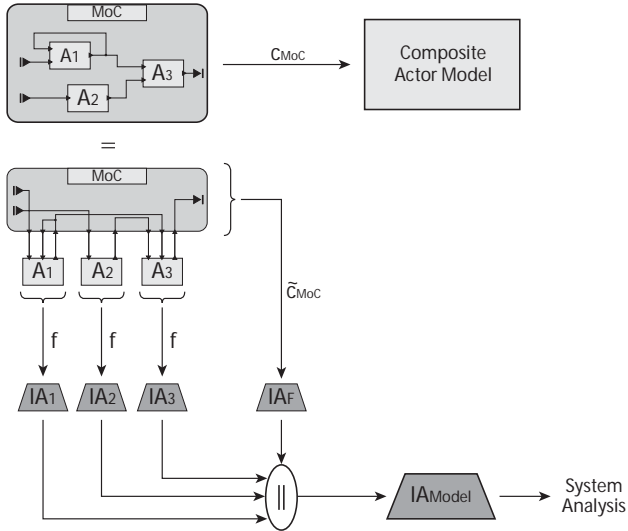 MoC
A1
A2
A3
CMoC
Composite
Actor Model
=
MoC
A1
A2
A3
c̃MoC
f
f
f
IA1
IA2
IA3
IAF
||
IAModel
System
Analysis